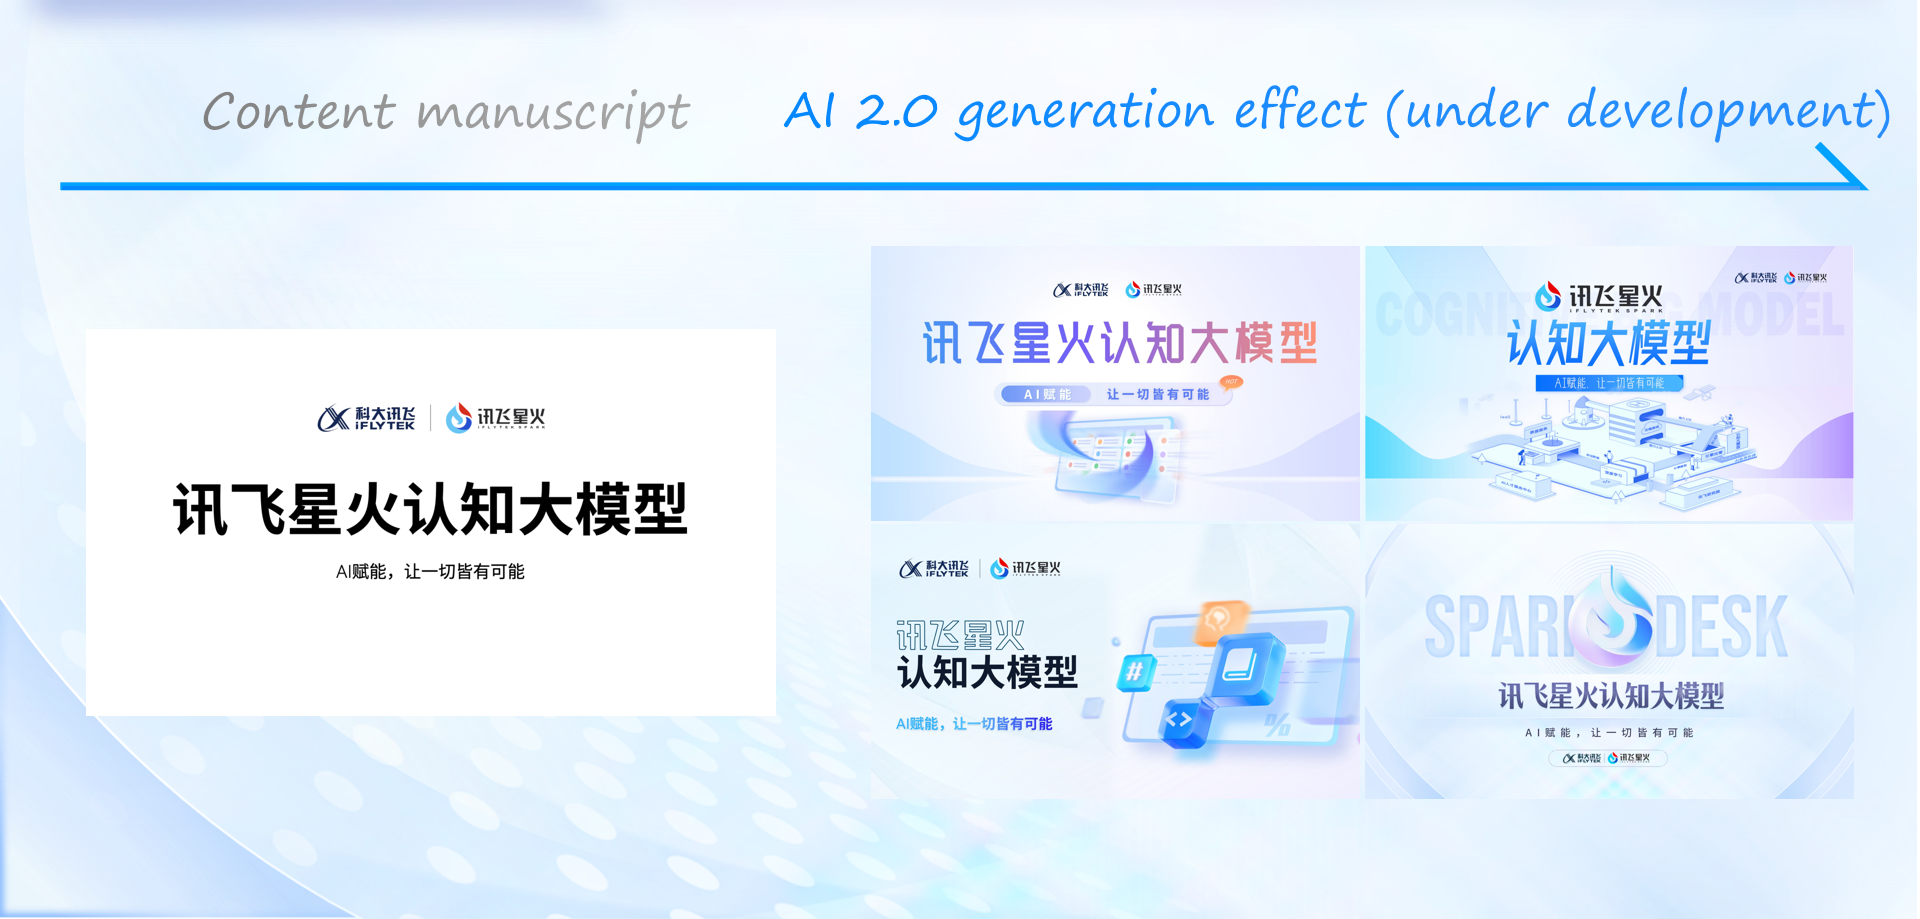 Content manuscript
AI 2.0 generation effect (under development)
科大讯飞
iFLYTEK
讯飞星火
IFLYTEK SPARK
讯飞星火认知大模型
AI赋能，让一切皆有可能
科大讯飞
iFLYTEK
讯飞星火
IFLYTEK SPARK
讯飞星火认知大模型
HOT
AI赋能 让一切皆有可能
科大讯飞
iFLYTEK
讯飞星火
讯飞星火
IFLYTEK SPARK
MODEL
认知大模型
AI赋能，让一切皆有可能
科大讯飞
iFLYTEK
讯飞星火
IFLYTEK SPARK
讯飞星火
认知大模型
AI赋能，让一切皆有可能
#
</>
%
SPARK DESK
讯飞星火认知大模型
AI赋能，让一切皆有可能
科大讯飞
iFLYTEK
讯飞星火